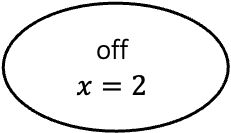 off
x = 2